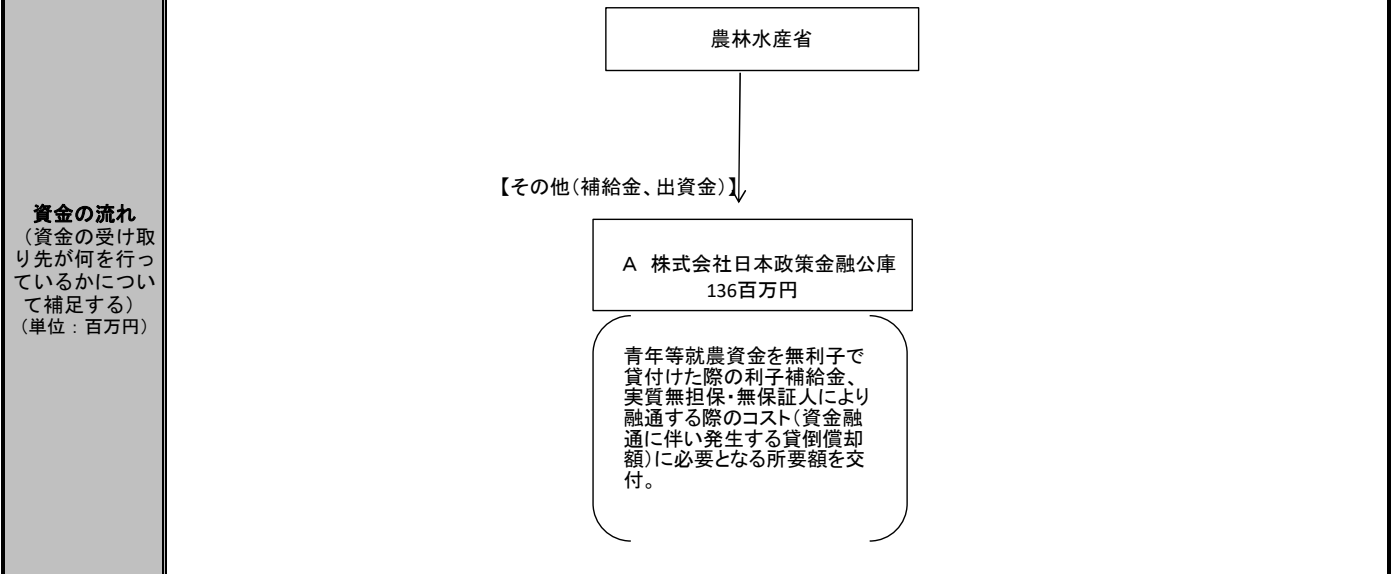 資金の流れ
（資金の受け取
り先が何を行っ
ているかについ
て補足する）
（単位：百万円）
農林水産省
【その他（補給金、出資金）】
A 株式会社日本政策金融公庫
136百万円
青年等就農資金を無利子で
貸付けた際の利子補給金、
実質無担保・無保証人により
融通する際のコスト（資金融
通に伴い発生する貸倒償却
額）に必要となる所要額を交
付。